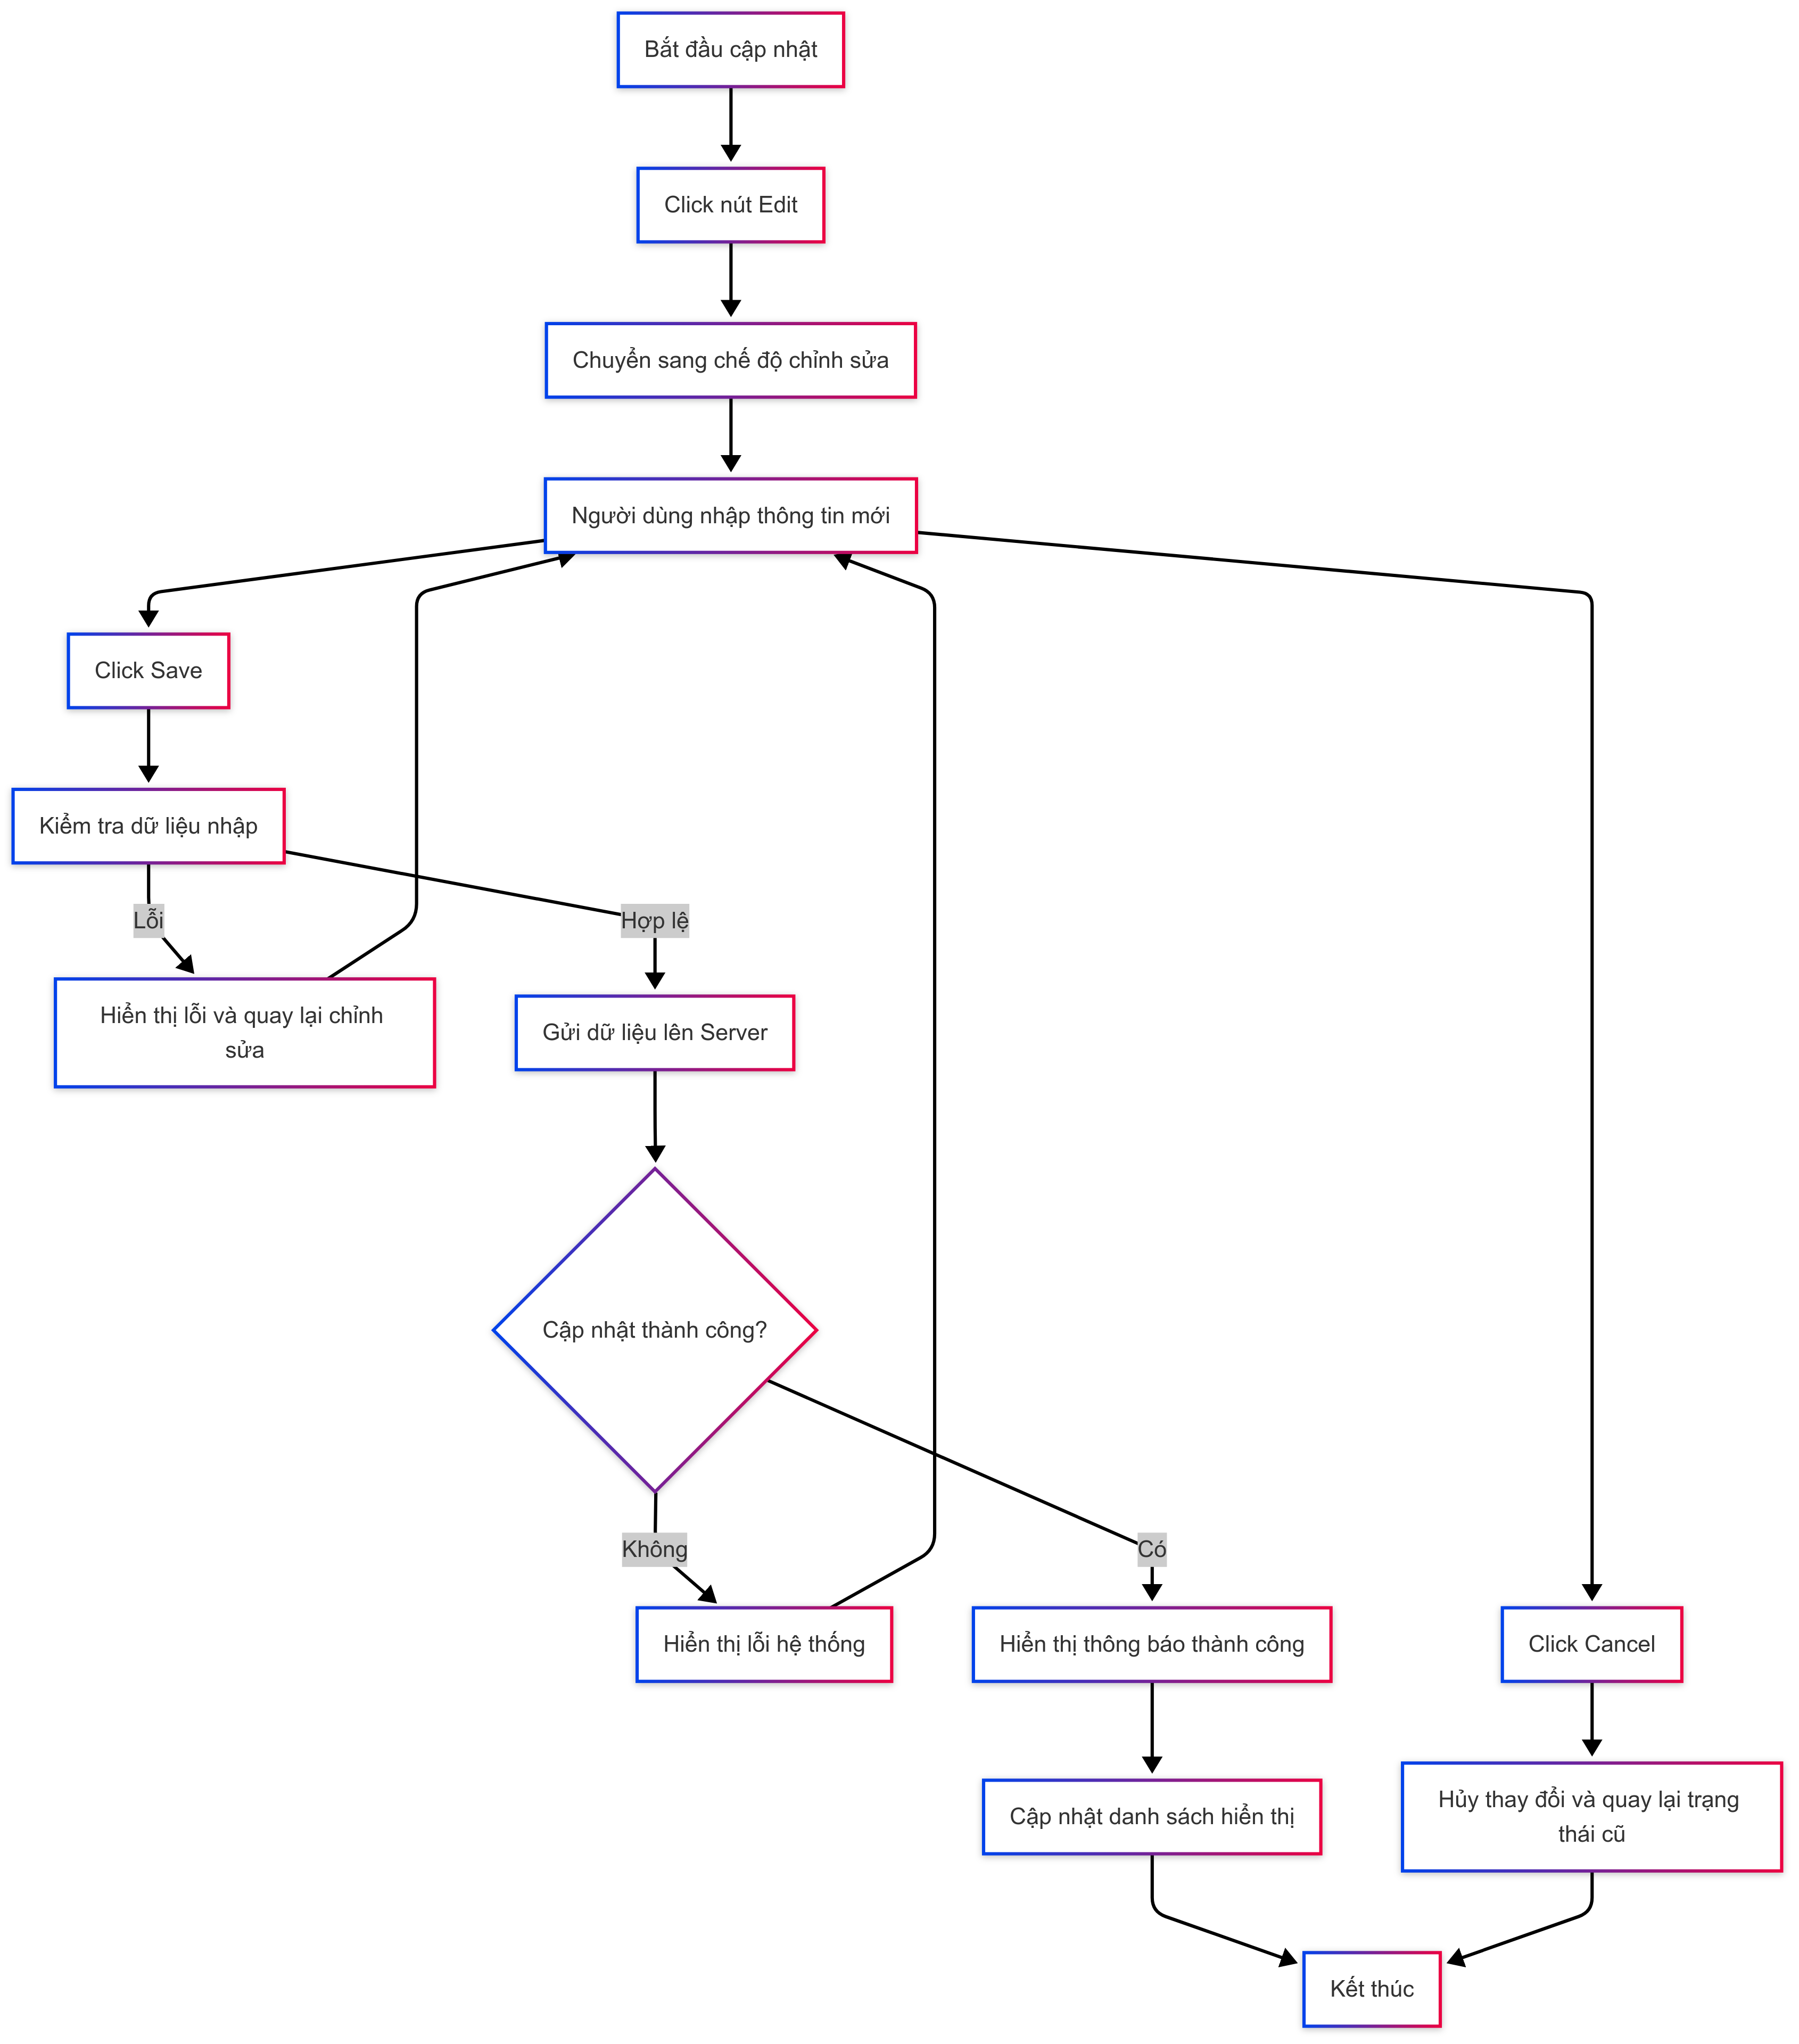 Bắt đầu cập nhật
Click nút Edit
Chuyển sang chế độ chỉnh sửa
Người dùng nhập thông tin mới
Click Save
Kiểm tra dữ liệu nhập
Lỗi
Hợp lệ
Hiển thị lỗi và quay lại chỉnh
sửa
Gửi dữ liệu lên Server
Cập nhật thành công?
Không
Có
Hiển thị lỗi hệ thống
Hiển thị thông báo thành công
Click Cancel
Cập nhật danh sách hiển thị
Hủy thay đổi và quay lại trạng
thái cũ
Kết thúc